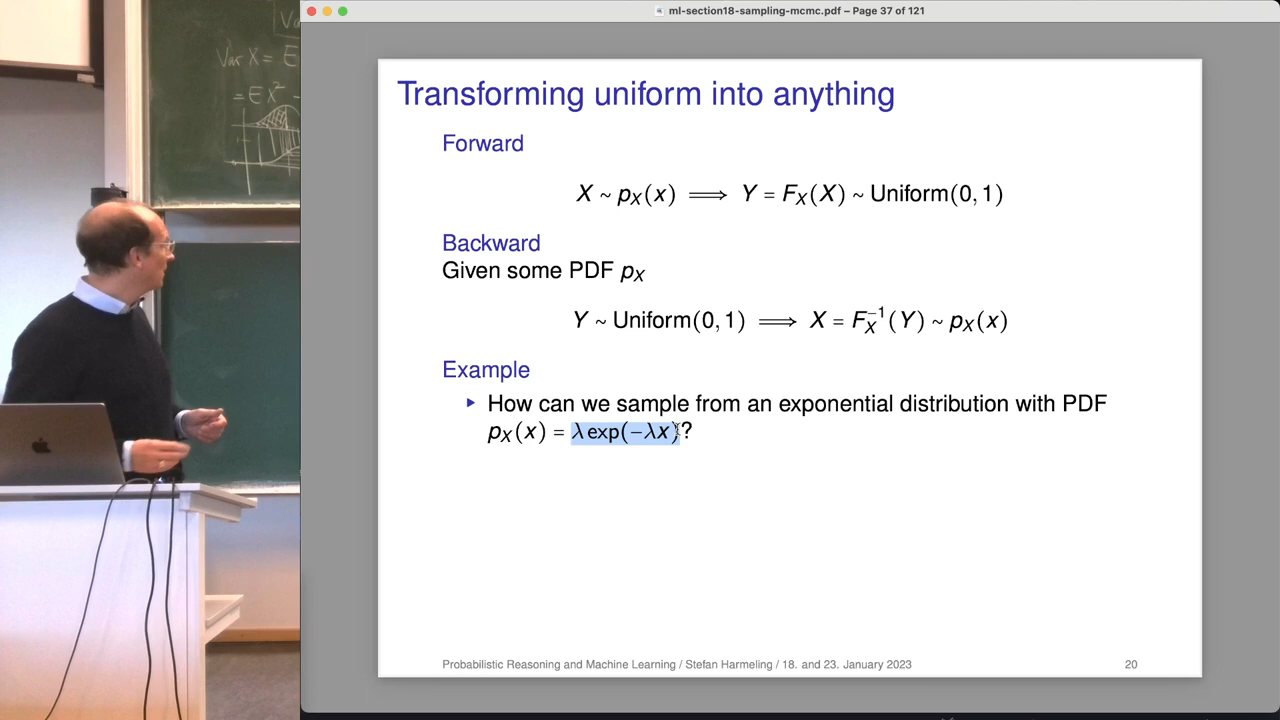 ml-section18-sampling-mcmc.pdf – Page 37 of 121
Var X = E
= EX² -
Transforming uniform into anything
Forward
X ~ p_X(x) ⟹ Y = F_X(X) ~ Uniform(0, 1)
Backward
Given some PDF p_X
Y ~ Uniform(0, 1) ⟹ X = F_X^{-1}(Y) ~ p_X(x)
Example
▸ How can we sample from an exponential distribution with PDF
p_X(x) = λ exp(−λx)?
Probabilistic Reasoning and Machine Learning / Stefan Harmeling / 18. and 23. January 2023 20